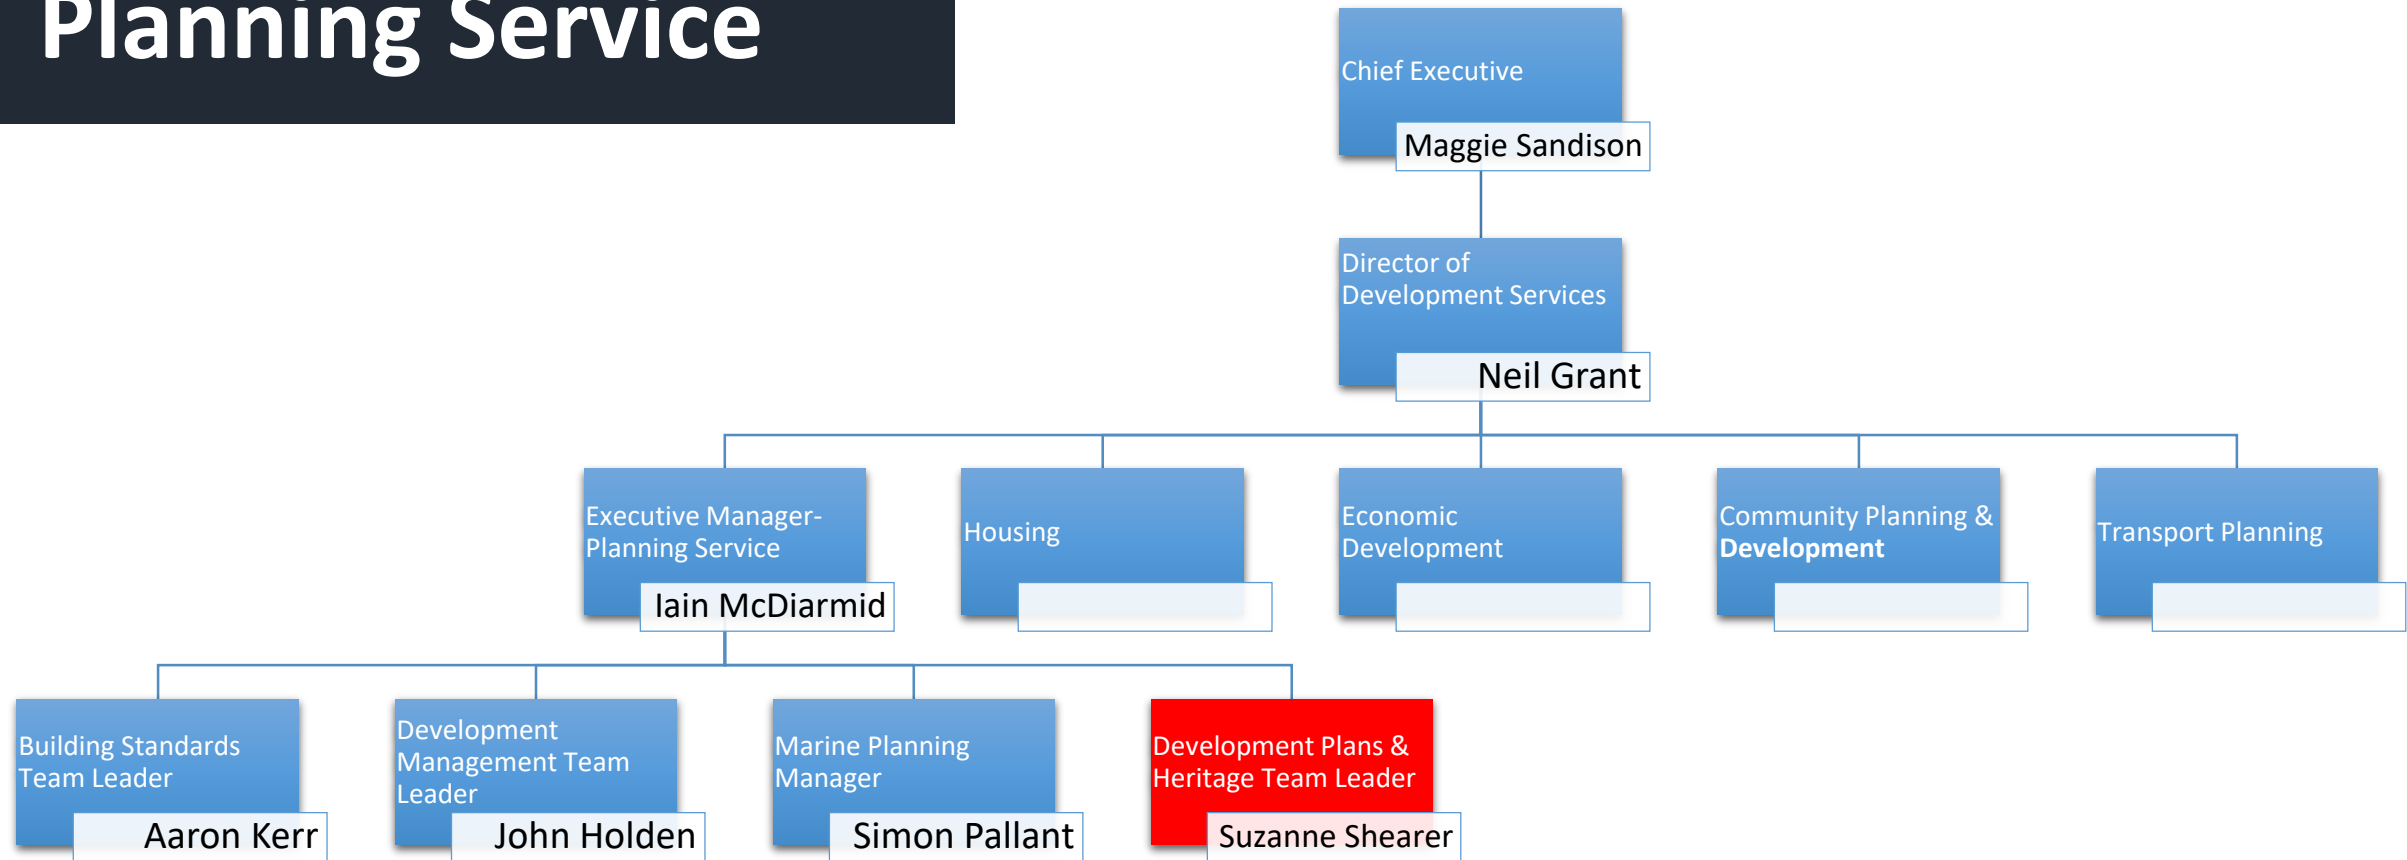 Planning Service
Chief Executive
Maggie Sandison
Director of
Development Services
Neil Grant
Executive Manager-
Planning Service
Iain McDiarmid
Housing
Economic
Development
Community Planning &
Development
Transport Planning
Building Standards
Team Leader
Aaron Kerr
Development
Management Team
Leader
John Holden
Marine Planning
Manager
Simon Pallant
Development Plans &
Heritage Team Leader
Suzanne Shearer